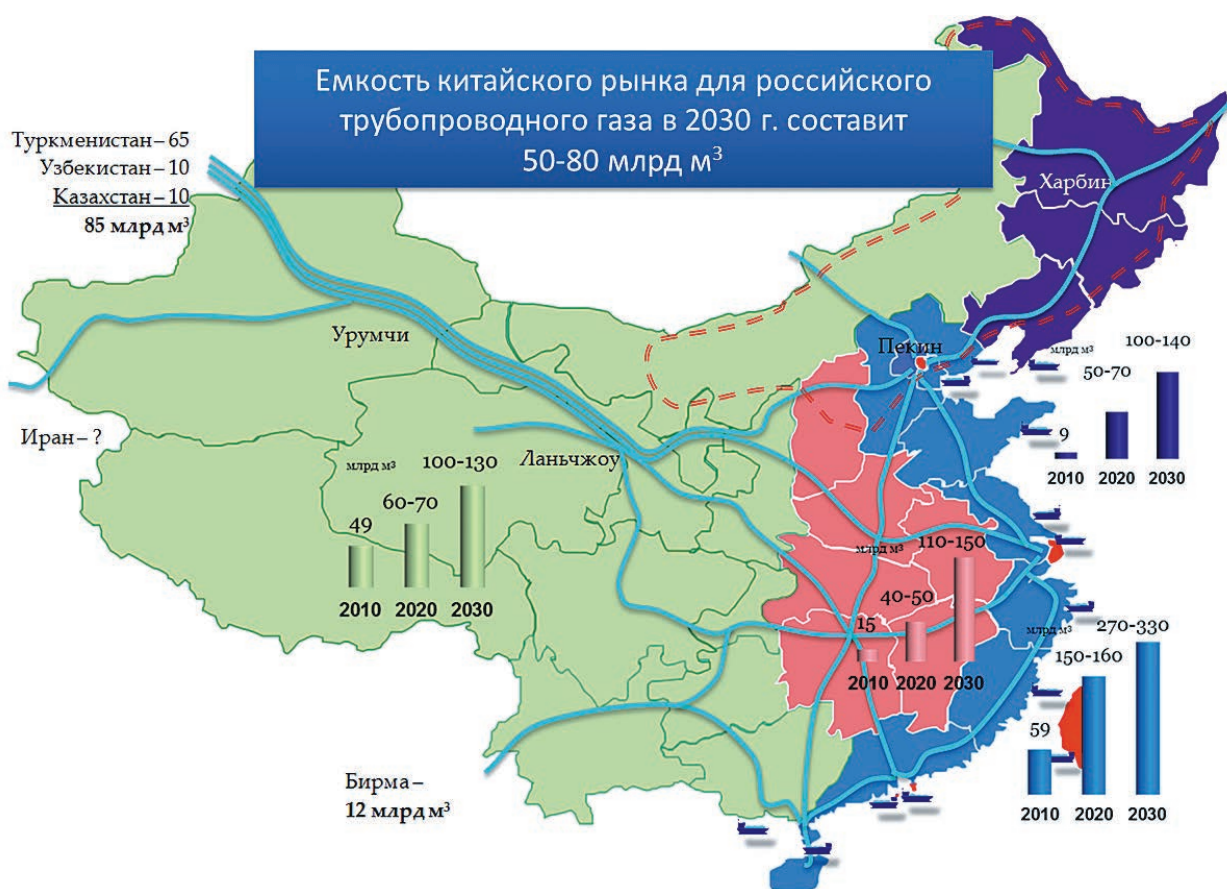 Емкость китайского рынка для российского
трубопроводного газа в 2030 г. составит
50-80 млрд м³
Туркменистан – 65
Узбекистан – 10
Казахстан – 10
85 млрд м³
Харбин
Урумчи
Пекин
млрд м³
100-140
50-70
9
2010 2020 2030
Иран – ?
Ланьчжоу
млрд м³
100-130
60-70
49
2010 2020 2030
млрд м³
110-150
40-50
15
2010 2020 2030
млрд м³
270-330
150-160
59
2010 2020 2030
Бирма –
12 млрд м³